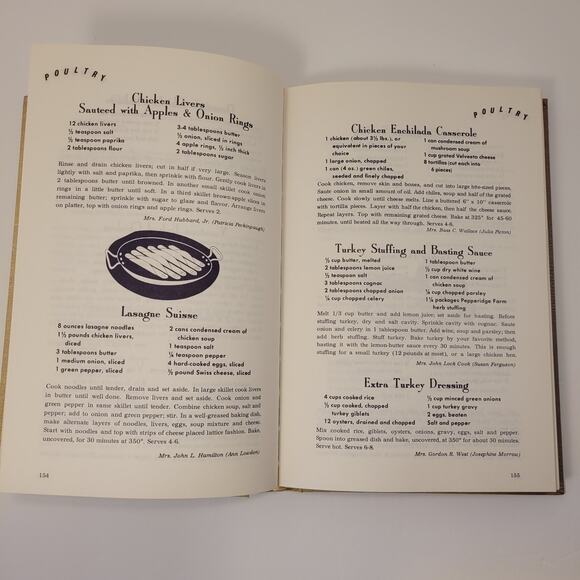 POULTRY
Chicken Livers
Sauteed with Apples & Onion Rings
12 chicken livers
½ teaspoon salt
½ teaspoon paprika
2 tablespoons flour
3-4 tablespoons butter
½ onion, sliced in rings
4 apple rings, ½ inch thick
2 tablespoons sugar
Rinse and drain chicken livers; cut in half if very large. Season livers
lightly with salt and paprika, then sprinkle with flour. Gently cook livers in
2 tablespoons butter until browned. In another small skillet cook onion
rings in a little butter until soft. In a third skillet brown apple slices in
remaining butter; sprinkle with sugar to glaze and flavor. Arrange livers
on platter, top with onion rings and apple rings. Serves 2.
Mrs. Ford Hubbard, Jr. (Patricia Peckinpaugh)
Lasagne Suisse
8 ounces lasagne noodles
1½ pounds chicken livers,
diced
3 tablespoons butter
1 medium onion, sliced
1 green pepper, sliced
2 cans condensed cream of
chicken soup
1 teaspoon salt
¼ teaspoon pepper
4 hard-cooked eggs, sliced
½ pound Swiss cheese, sliced
Cook noodles until tender, drain and set aside. In large skillet cook livers
in butter until well done. Remove livers and set aside. Cook onion and
green pepper in same skillet until tender. Combine chicken soup, salt and
pepper; add to onion and green pepper; stir. In a well-greased baking dish,
make alternate layers of noodles, livers, eggs, soup mixture and cheese.
Start with noodles and top with strips of cheese placed lattice fashion. Bake,
uncovered, for 30 minutes at 350°. Serves 4-6.
Mrs. John L. Hamilton (Ann Lowdon)
154
POULTRY
Chicken Enchilada Casserole
1 chicken (about 3½ lbs.), or
equivalent in pieces of your
choice
1 large onion, chopped
1 can (4 oz.) green chiles,
seeded and finely chopped
1 can condensed cream of
mushroom soup
1 cup grated Velveeta cheese
8 tortillas (cut each into
6 pieces)
Cook chicken, remove skin and bones, and cut into large bite-sized pieces.
Saute onion in small amount of oil. Add chiles, soup and half of the grated
cheese. Cook slowly until cheese melts. Line a buttered 6" x 10" casserole
with tortilla pieces. Layer with half the chicken, then half the cheese sauce.
Repeat layers. Top with remaining grated cheese. Bake at 325° for 45-60
minutes, until heated all the way through. Serves 4-6.
Mrs. Bass C. Wallace (Julia Picton)
Turkey Stuffing and Basting Sauce
½ cup butter, melted
2 tablespoons lemon juice
½ teaspoon salt
3 tablespoons cognac
2 tablespoons chopped onion
¼ cup chopped celery
1 tablespoon butter
½ cup dry white wine
1 can condensed cream of
chicken soup
¼ cup chopped parsley
1¼ packages Pepperidge Farm
herb stuffing
Melt 1/3 cup butter and add lemon juice; set aside for basting. Before
stuffing turkey, dry and salt cavity. Sprinkle cavity with cognac. Saute
onion and celery in 1 tablespoon butter. Add wine, soup and parsley; then
add herb stuffing. Stuff turkey. Bake turkey by your favorite method,
basting it with the lemon-butter sauce every 30 minutes. This is enough
stuffing for a small turkey (12 pounds at most), or a large chicken hen.
Mrs. John Lock Cook (Susan Ferguson)
Extra Turkey Dressing
4 cups cooked rice
½ cup cooked, chopped
turkey giblets
12 oysters, drained and chopped
½ cup minced green onions
1 cup turkey gravy
2 eggs, beaten
Salt and pepper
Mix cooked rice, giblets, oysters, onions, gravy, eggs, salt and pepper.
Spoon into greased dish and bake, uncovered, at 350° for about 30 minutes.
Serve hot. Serves 6-8.
Mrs. Gordon R. West (Josephine Morrow)
155